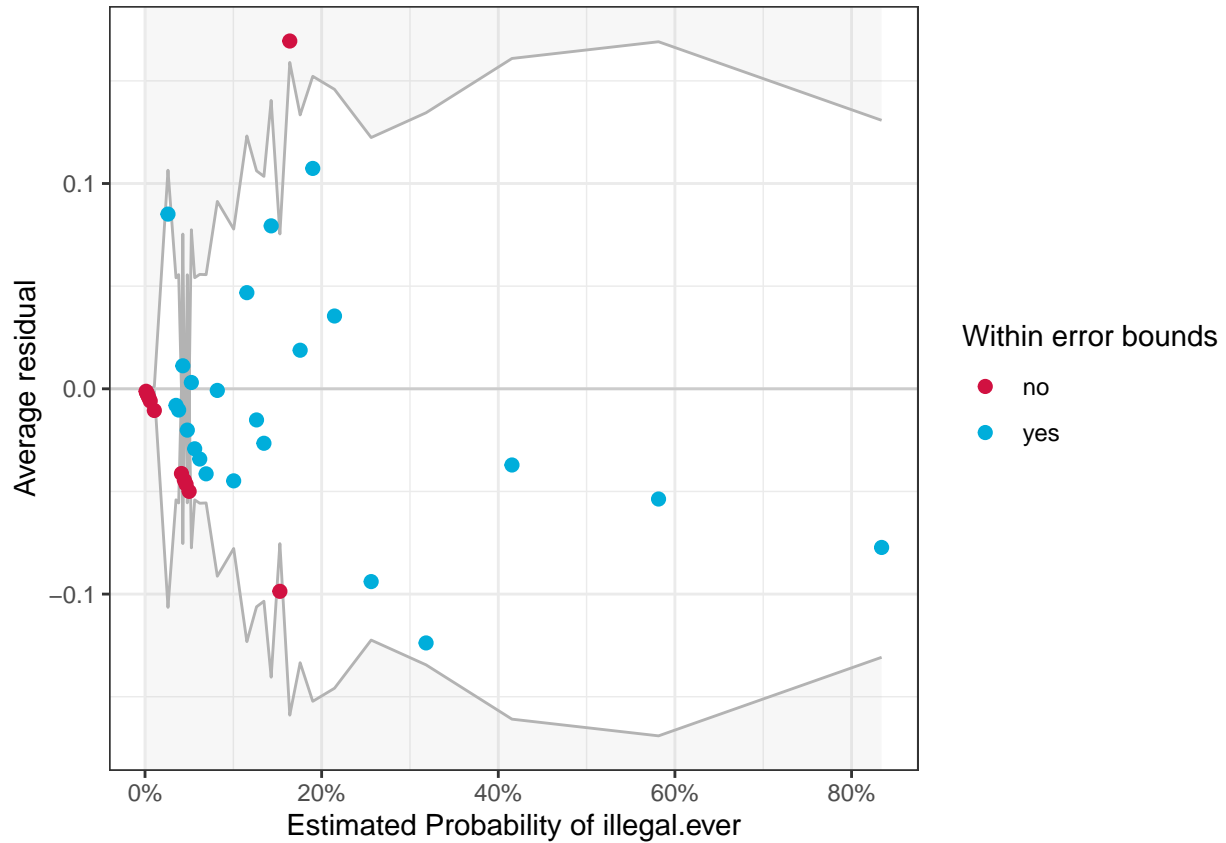 0.1
0.0
−0.1
Average residual
0%
20%
40%
60%
80%
Estimated Probability of illegal.ever
Within error bounds
no
yes